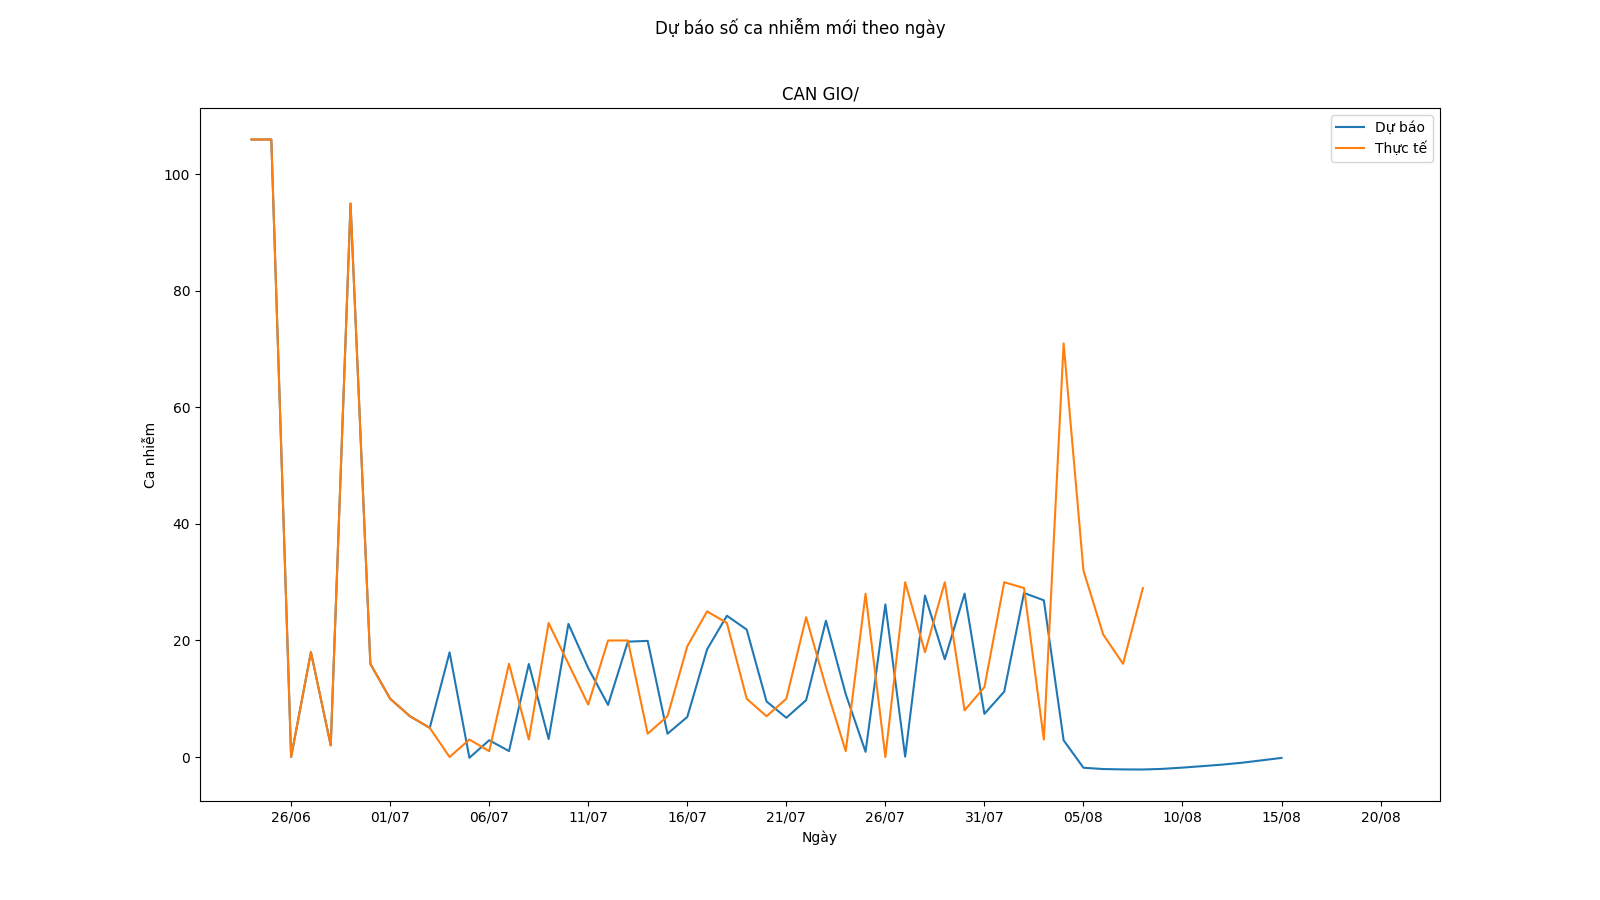 Dự báo số ca nhiễm mới theo ngày
CAN GIO/
Dự báo
Thực tế
100
80
60
40
20
0
Ca nhiễm
26/06 01/07 06/07 11/07 16/07 21/07 26/07 31/07 05/08 10/08 15/08 20/08
Ngày